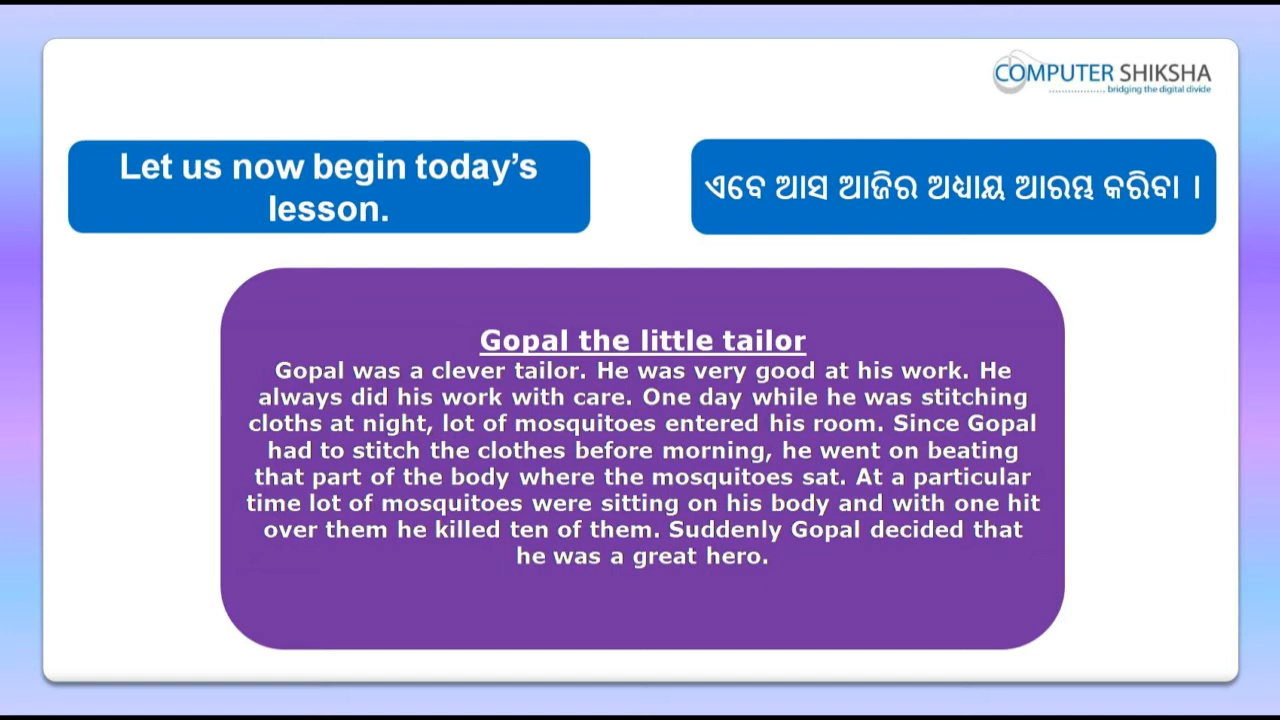 COMPUTER SHIKSHA
bridging the digital divide
Let us now begin today's
lesson.
ଏବେ ଆସ ଆଜିର ଅଧ୍ୟାୟ ଆରମ୍ଭ କରିବା ।
Gopal the little tailor
Gopal was a clever tailor. He was very good at his work. He
always did his work with care. One day while he was stitching
cloths at night, lot of mosquitoes entered his room. Since Gopal
had to stitch the clothes before morning, he went on beating
that part of the body where the mosquitoes sat. At a particular
time lot of mosquitoes were sitting on his body and with one hit
over them he killed ten of them. Suddenly Gopal decided that
he was a great hero.